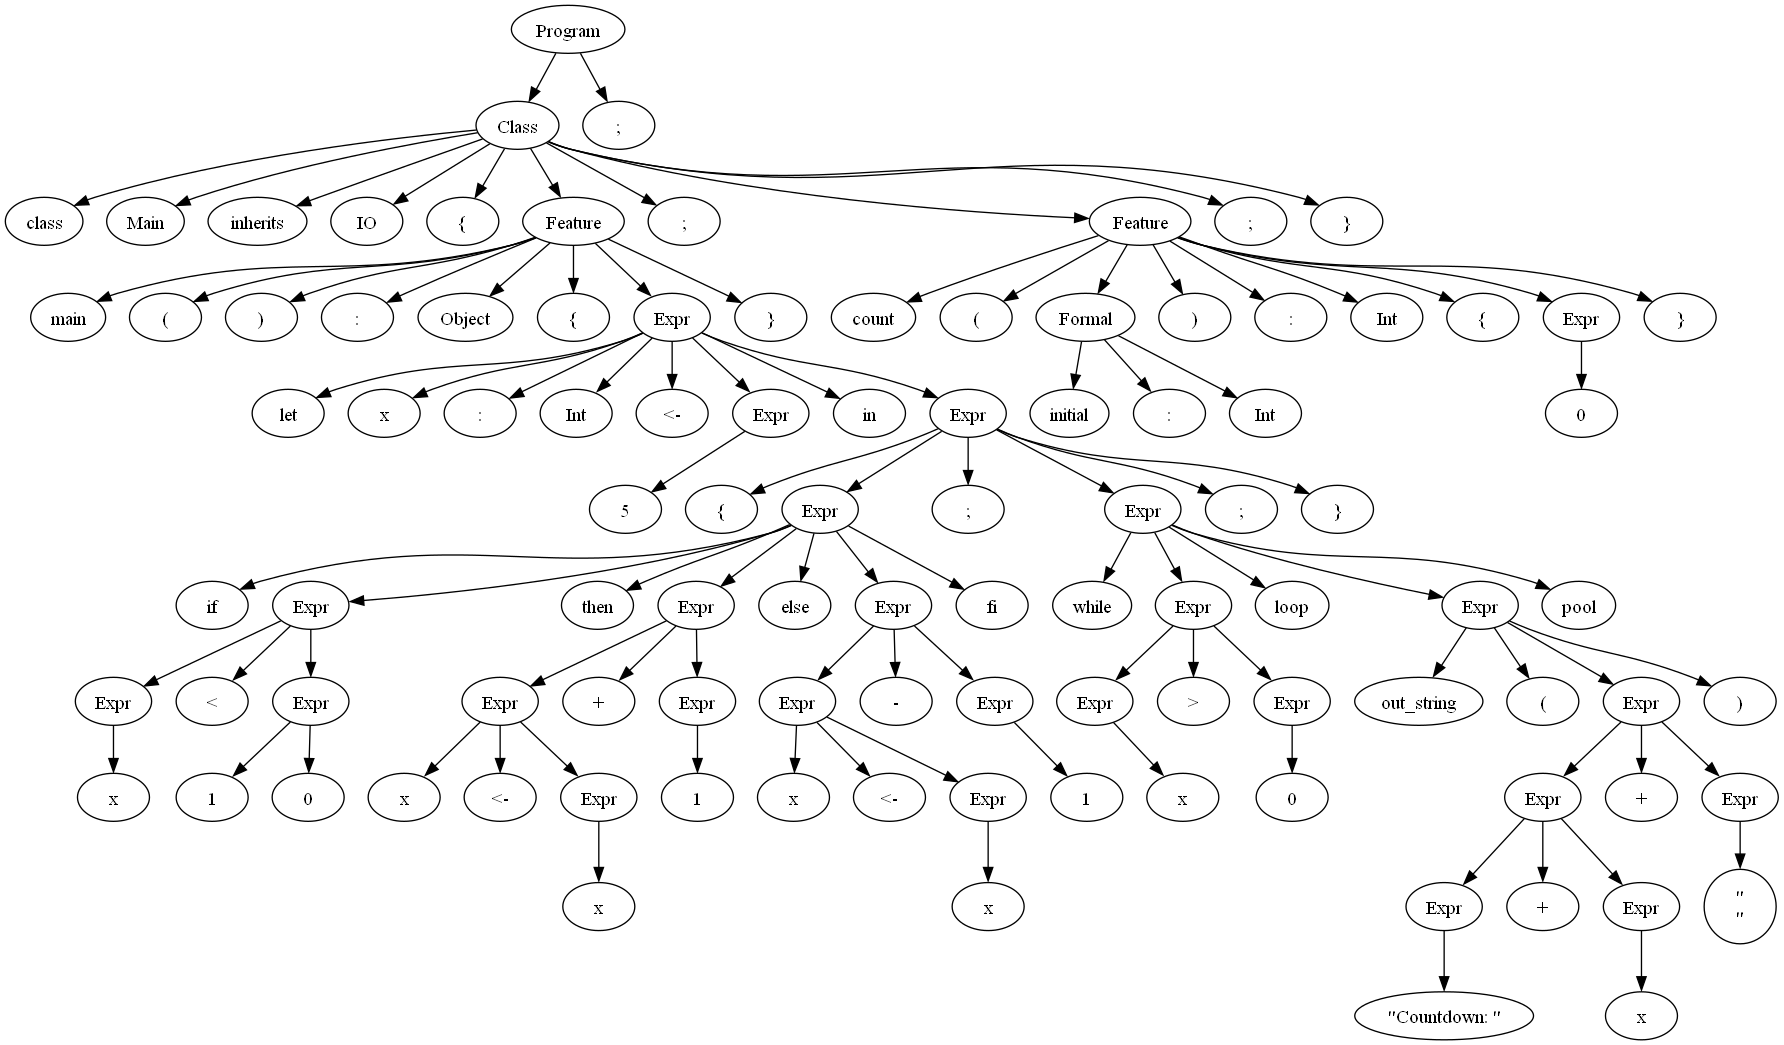 Program
Class ;
class Main inherits IO { Feature ; Feature ; }
main ( ) : Object { Expr } count ( Formal ) : Int { Expr }
let x : Int <- Expr in Expr initial : Int 0
5 { Expr ; Expr ; }
if Expr then Expr else Expr fi while Expr loop Expr pool
Expr < Expr Expr + Expr Expr - Expr Expr > Expr out_string ( Expr )
x 1 0 x <- Expr 1 x <- Expr 1 x 0 Expr + Expr
x x Expr + Expr "
"
"Countdown: " x